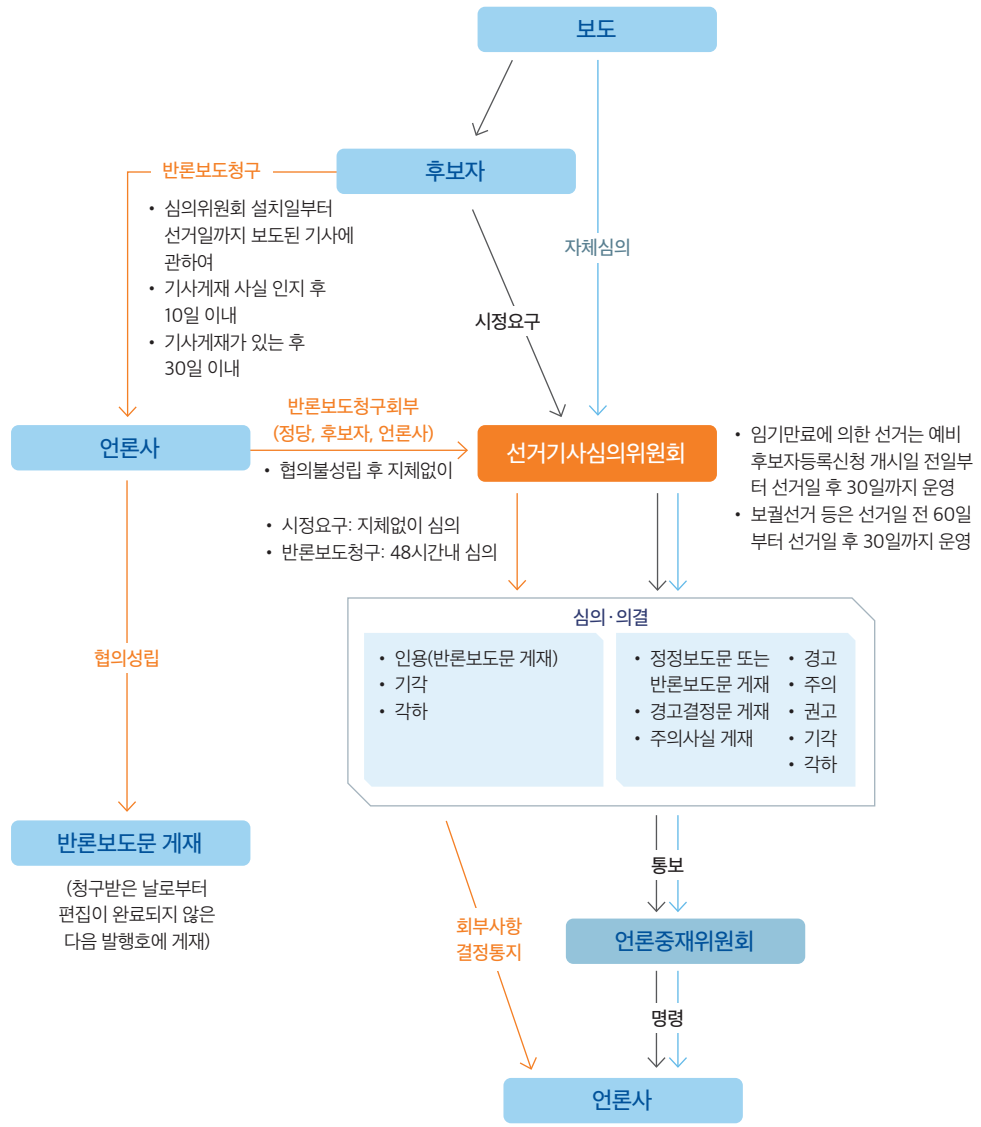 보도
후보자
반론보도청구
• 심의위원회 설치일부터
선거일까지 보도된 기사에
관하여
• 기사게재 사실 인지 후
10일 이내
• 기사게재가 있는 후
30일 이내
자체심의
시정요구
언론사
반론보도청구회부
(정당, 후보자, 언론사)
• 협의불성립 후 지체없이
선거기사심의위원회
• 임기만료에 의한 선거는 예비
후보자등록신청 개시일 전일부
터 선거일 후 30일까지 운영
• 보궐선거 등은 선거일 전 60일
부터 선거일 후 30일까지 운영
• 시정요구: 지체없이 심의
• 반론보도청구: 48시간내 심의
심의·의결
• 인용(반론보도문 게재)
• 기각
• 각하
• 정정보도문 또는
반론보도문 게재
• 경고결정문 게재
• 주의사실 게재
• 경고
• 주의
• 권고
• 기각
• 각하
협의성립
반론보도문 게재
(청구받은 날로부터
편집이 완료되지 않은
다음 발행호에 게재)
통보
회부사항
결정통지
언론중재위원회
명령
언론사